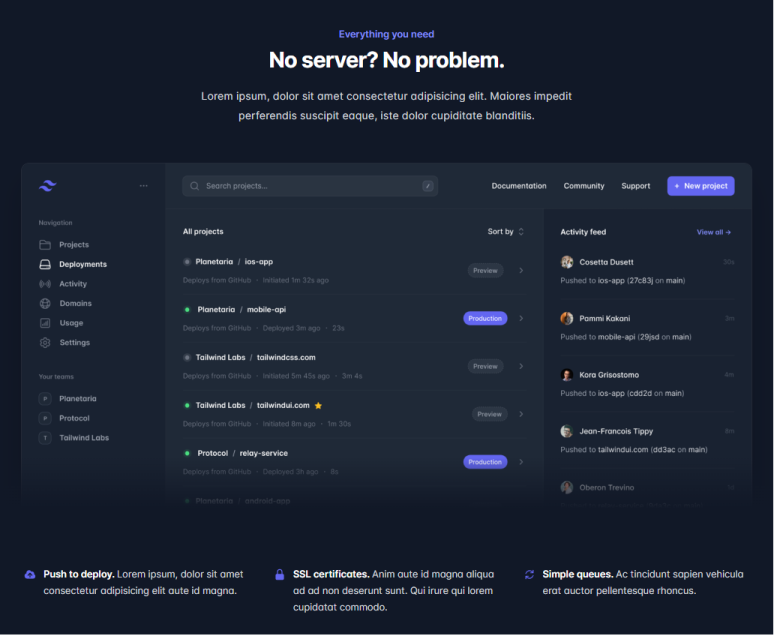 Everything you need
No server? No problem.
Lorem ipsum, dolor sit amet consectetur adipisicing elit. Maiores impedit
perferendis suscipit eaque, iste dolor cupiditate blanditiis.
...
Search projects...
/
Documentation
Community
Support
+ New project
Navigation
Projects
Deployments
Activity
Domains
Usage
Settings
Your teams
P Planetaria
P Protocol
T Tailwind Labs
All projects
Sort by
Planetaria / ios-app
Deploys from GitHub · Initiated 1m 32s ago
Preview
Planetaria / mobile-api
Deploys from GitHub · Deployed 3m ago · 23s
Production
Tailwind Labs / tailwindcss.com
Deploys from GitHub · Initiated 5m 45s ago · 3m 4s
Preview
Tailwind Labs / tailwindui.com
Deploys from GitHub · Initiated 8m ago · 1m 30s
Preview
Protocol / relay-service
Deploys from GitHub · Deployed 3h ago · 8s
Production
Planetaria / android-app
Activity feed
View all →
Cosetta Dusett
30s
Pushed to ios-app (27c83j on main)
Pammi Kakani
3m
Pushed to mobile-api (29jsd on main)
Kora Grisostomo
4m
Pushed to ios-app (cdd2d on main)
Jean-Francois Tippy
8m
Pushed to tailwindui.com (dd3ac on main)
Oberon Trevino
Push to deploy. Lorem ipsum, dolor sit amet
consectetur adipisicing elit aute id magna.
SSL certificates. Anim aute id magna aliqua
ad ad non deserunt sunt. Qui irure qui lorem
cupidatat commodo.
Simple queues. Ac tincidunt sapien vehicula
erat auctor pellentesque rhoncus.